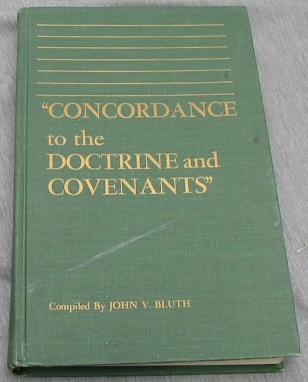 "CONCORDANCE
to the
DOCTRINE and
COVENANTS"
Compiled By JOHN V. BLUTH